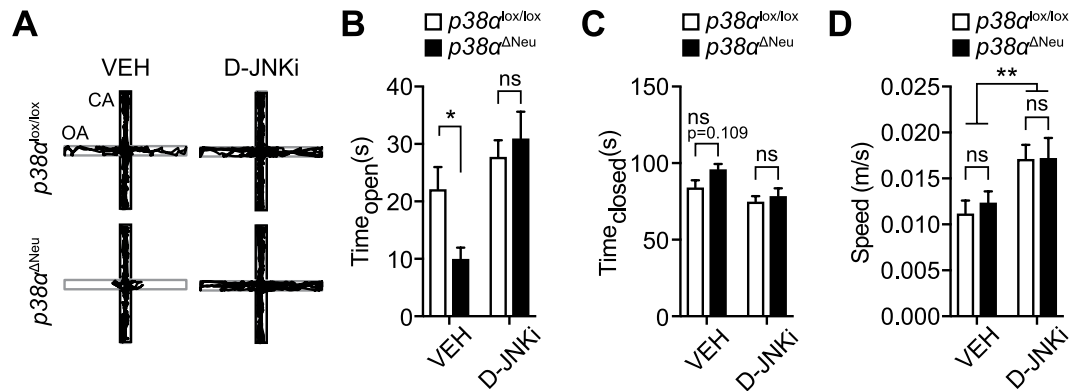 A
VEH
D-JNKi
CA
OA
p38α^lox/lox
p38α^ΔNeu
B
p38α^lox/lox
p38α^ΔNeu
Time_open(s)
40
30
20
10
0
*
ns
VEH
D-JNKi
C
p38α^lox/lox
p38α^ΔNeu
Time_closed(s)
150
100
50
0
ns
p=0.109
ns
VEH
D-JNKi
D
p38α^lox/lox
p38α^ΔNeu
Speed (m/s)
0.025
0.020
0.015
0.010
0.005
0.000
**
ns
ns
VEH
D-JNKi